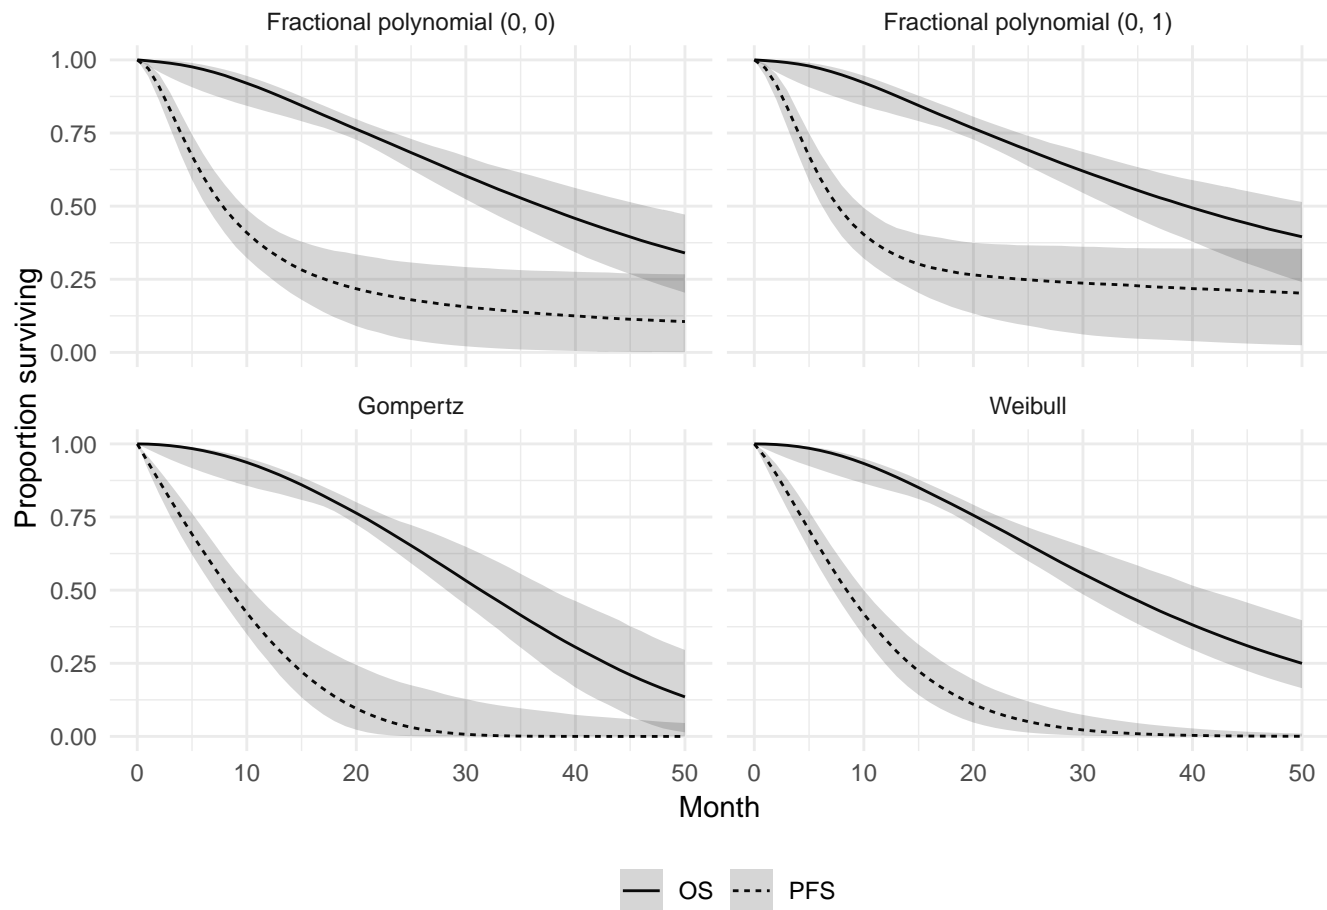 Fractional polynomial (0, 0) Fractional polynomial (0, 1)
1.00
0.75
0.50
0.25
0.00
Gompertz Weibull
1.00
0.75
0.50
0.25
0.00
0 10 20 30 40 50 0 10 20 30 40 50
Proportion surviving
Month
OS PFS